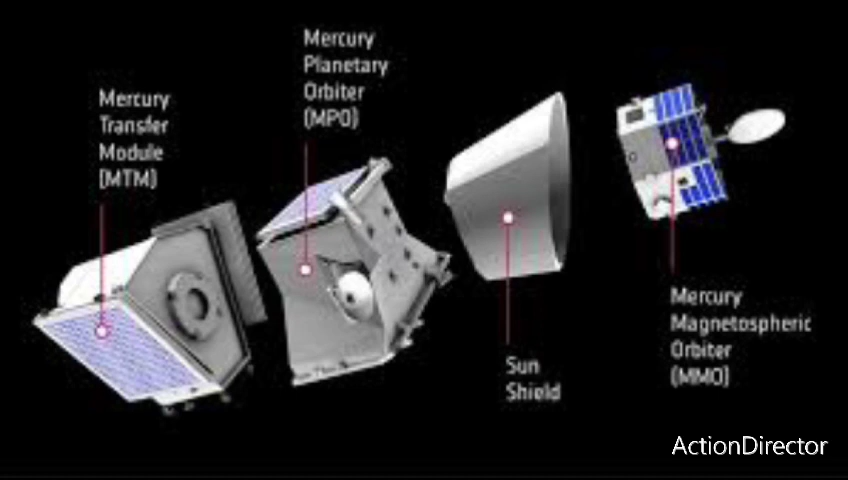 Mercury
Transfer
Module
(MTM)
Mercury
Planetary
Orbiter
(MPO)
Sun
Shield
Mercury
Magnetospheric
Orbiter
(MMO)
ActionDirector